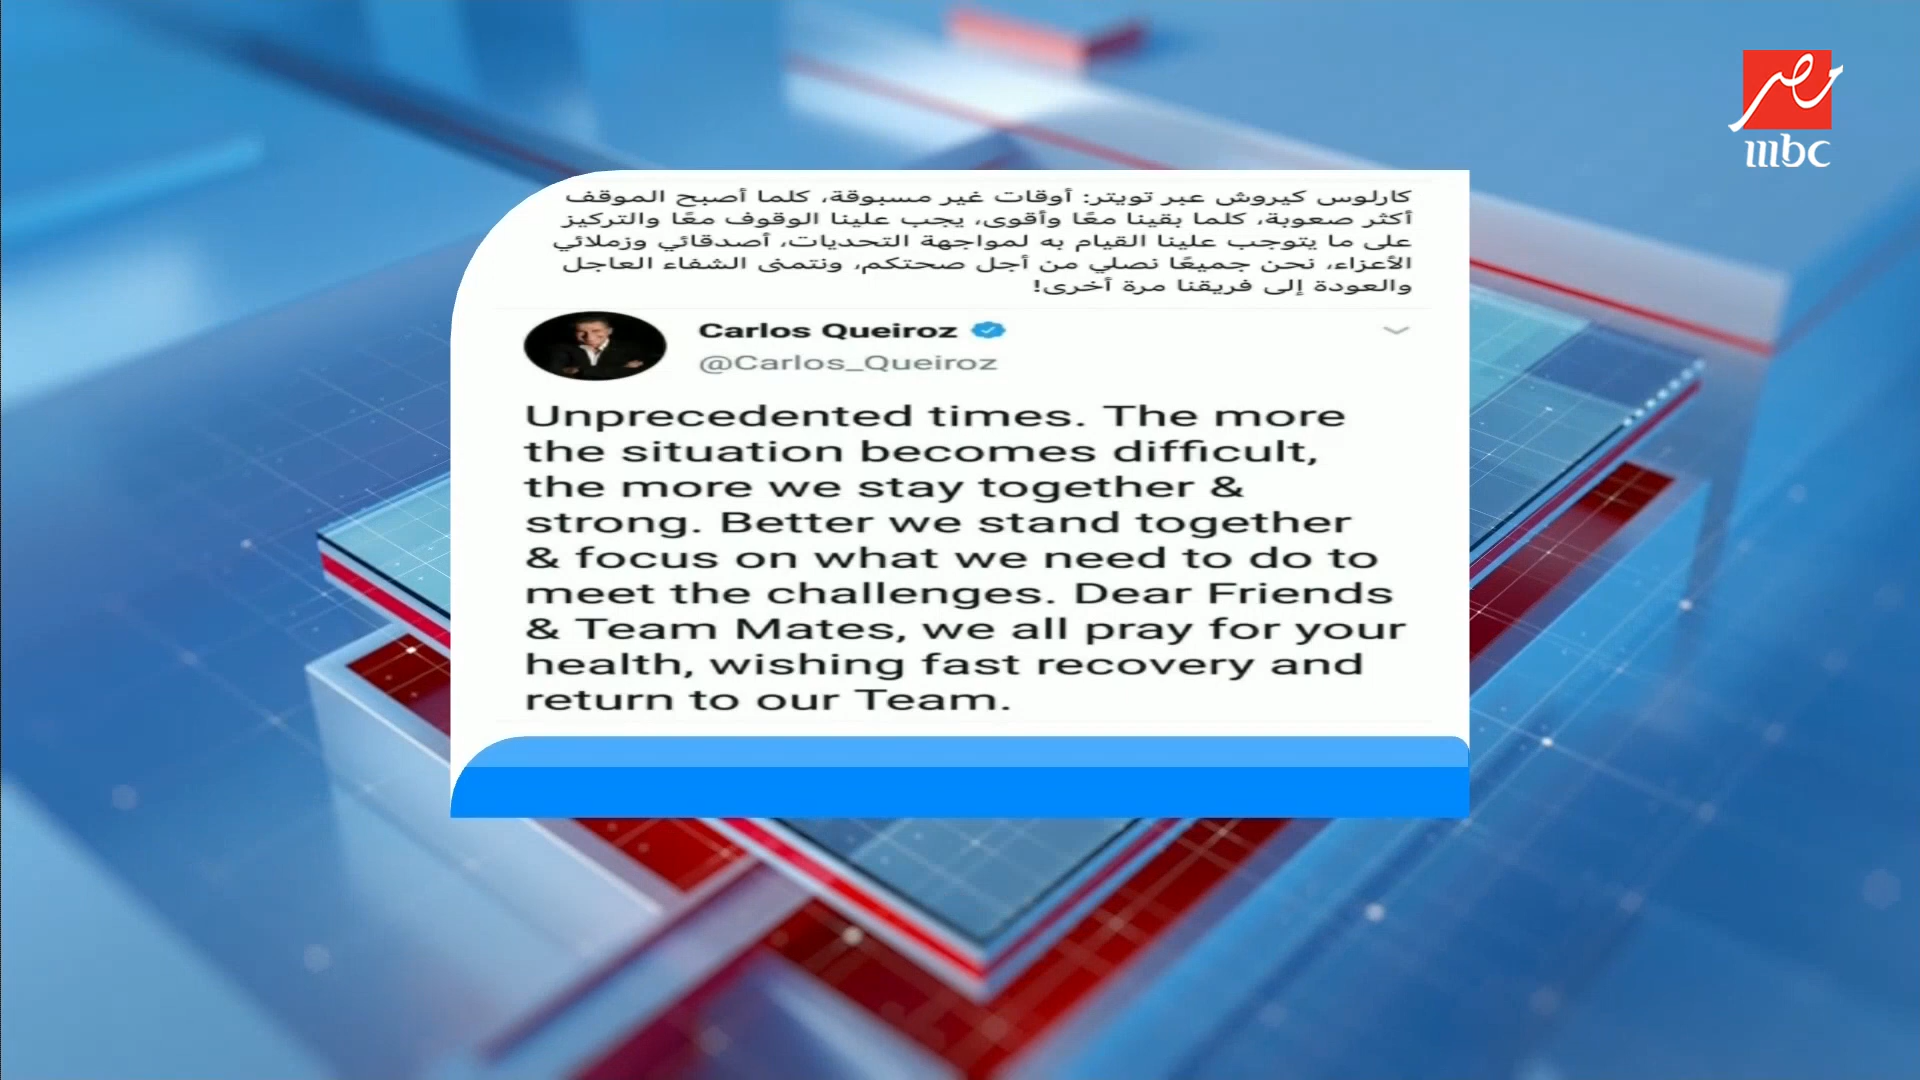 مصر
mbc
كارلوس كيروش عبر تويتر: أوقات غير مسبوقة، كلما أصبح الموقف
أكثر صعوبة، كلما بقينا معًا وأقوى، يجب علينا الوقوف معًا والتركيز
على ما يتوجب علينا القيام به لمواجهة التحديات، أصدقائي وزملائي
الأعزاء، نحن جميعًا نصلي من أجل صحتكم، ونتمنى الشفاء العاجل
والعودة إلى فريقنا مرة أخرى!
Carlos Queiroz
@Carlos_Queiroz
Unprecedented times. The more
the situation becomes difficult,
the more we stay together &
strong. Better we stand together
& focus on what we need to do to
meet the challenges. Dear Friends
& Team Mates, we all pray for your
health, wishing fast recovery and
return to our Team.